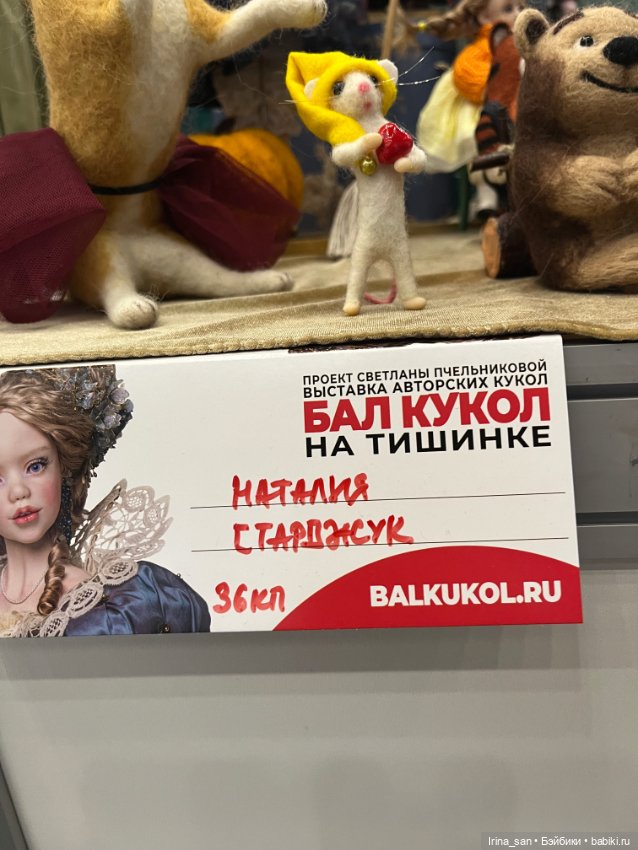 ПРОЕКТ СВЕТЛАНЫ ПЧЕЛЬНИКОВОЙ
ВЫСТАВКА АВТОРСКИХ КУКОЛ
БАЛ КУКОЛ
НА ТИШИНКЕ
НАТАЛИЯ
СТАРДЖУК
36КП
BALKUKOL.RU
Irina_san • Бэйбики • babiki.ru